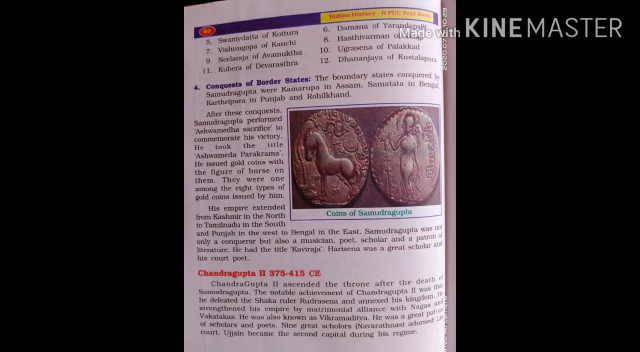 Indian History - II PUC Text Book
92
Made with KINEMASTER
5. Swamydatta of Kottura
6. Damana of Yarandapalli
7. Vishnugopa of Kanchi
8. Hasthivarman of
9. Neelaraja of Avamuktha
10. Ugrasena of Palakkad
11. Kubera of Devarasthra
12. Dhananjaya of Kustalapura
4. Conquests of Border States: The boundary states conquered by
Samudragupta were Kamarupa in Assam, Samatata in Bengal,
Karthripura in Punjab and Rohilkhand.
After these conquests,
Samudragupta performed
'Ashwamedha sacrifice' to
commemorate his victory.
He took the title
'Ashwameda Parakrama'.
He issued gold coins with
the figure of horse on
them. They were one
among the eight types of
gold coins issued by him.
Coins of Samudragupta
His empire extended
from Kashmir in the North
to Tamilnadu in the South
and Punjab in the west to Bengal in the East. Samudragupta was not
only a conqueror but also a musician, poet, scholar and a patron of
literature. He had the title 'Kaviraja'. Harisena was a great scholar and
his court poet.
Chandragupta II 375-415 CE
ChandraGupta II ascended the throne after the death of
Samudragupta. The notable achievement of Chandragupta II was that
he defeated the Shaka ruler Rudrasena and annexed his kingdom. He
strengthened his empire by matrimonial alliance with Nagas and
Vakatakas. He was also known as Vikramaditya. He was a great patron
of scholars and poets. Nine great scholars (Navarathnas) adorned
court. Ujjain became the second capital during his regime.